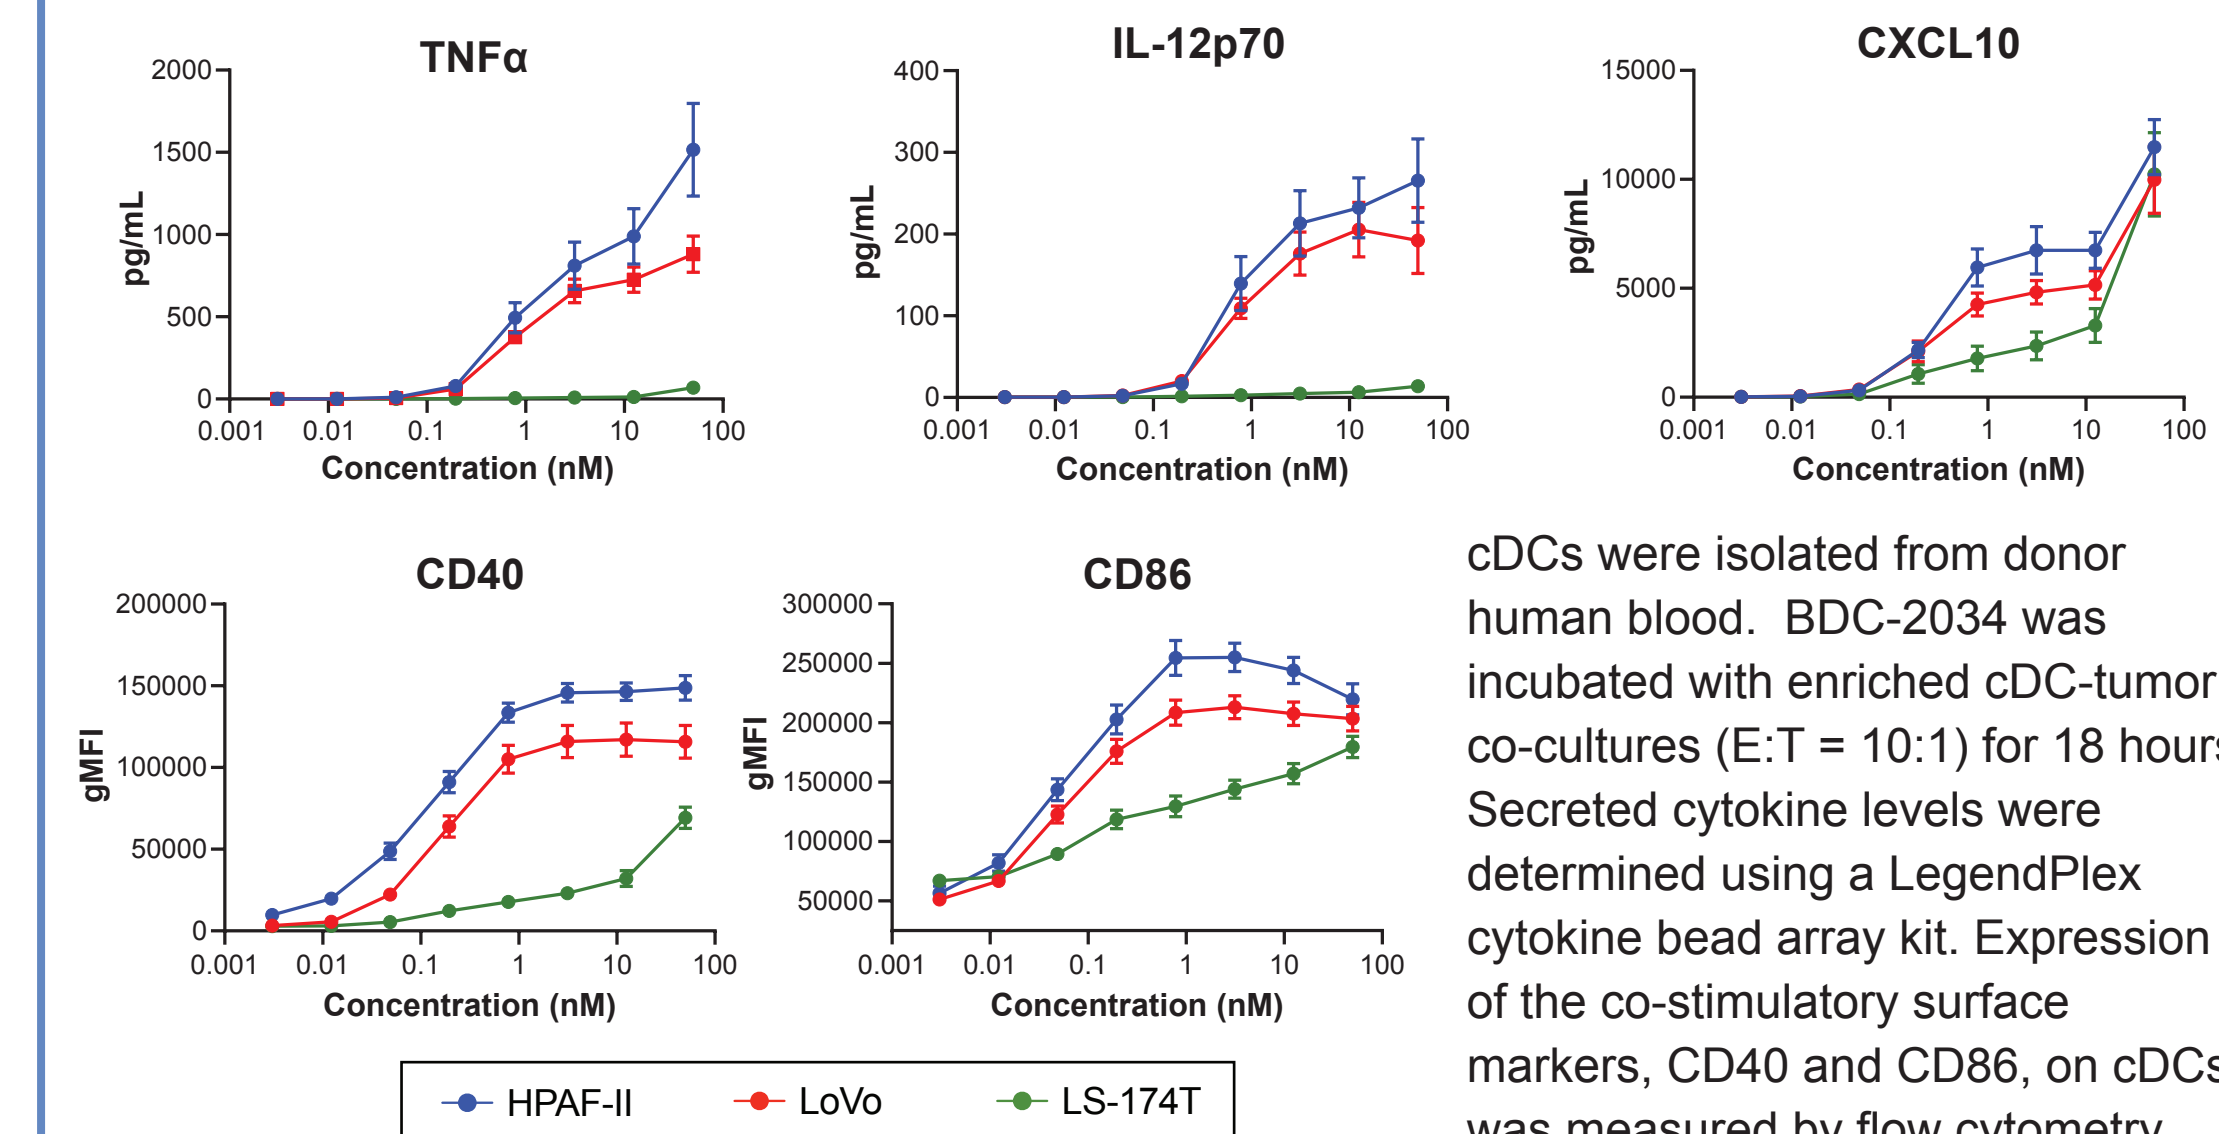 TNFα
2000
1500
1000
500
0
pg/mL
0.001 0.01 0.1 1 10 100
Concentration (nM)
IL-12p70
400
300
200
100
0
pg/mL
0.001 0.01 0.1 1 10 100
Concentration (nM)
CXCL10
15000
10000
5000
0
pg/mL
0.001 0.01 0.1 1 10 100
Concentration (nM)
CD40
200000
150000
100000
50000
0
gMFI
0.001 0.01 0.1 1 10 100
Concentration (nM)
CD86
300000
250000
200000
150000
100000
50000
gMFI
0.001 0.01 0.1 1 10 100
Concentration (nM)
HPAF-II LoVo LS-174T
cDCs were isolated from donor
human blood. BDC-2034 was
incubated with enriched cDC-tumor
co-cultures (E:T = 10:1) for 18 hours
Secreted cytokine levels were
determined using a LegendPlex
cytokine bead array kit. Expression
of the co-stimulatory surface
markers, CD40 and CD86, on cDCs
was measured by flow cytometry